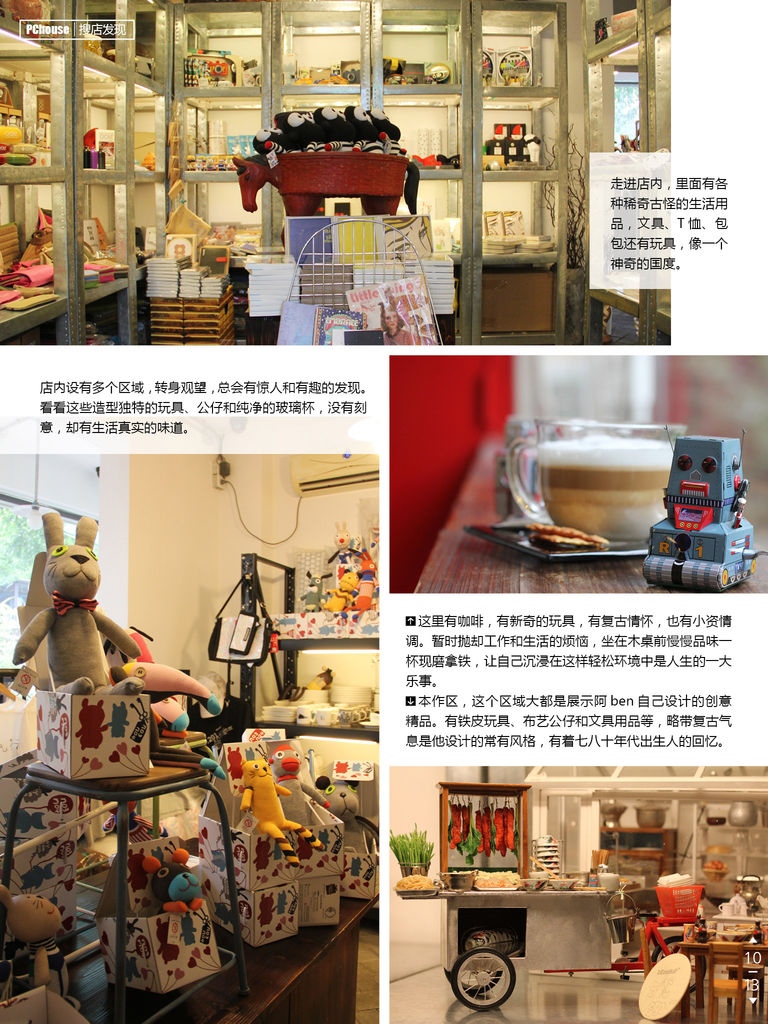 PChouse 搜店发现
走进店内，里面有各
种稀奇古怪的生活用
品，文具、T 恤、包
包还有玩具，像一个
神奇的国度。
店内设有多个区域，转身观望，总会有惊人和有趣的发现。
看看这些造型独特的玩具、公仔和纯净的玻璃杯，没有刻
意，却有生活真实的味道。
这里有咖啡，有新奇的玩具，有复古情怀，也有小资情
调。暂时抛却工作和生活的烦恼，坐在木桌前慢慢品味一
杯现磨拿铁，让自己沉浸在这样轻松环境中是人生的一大
乐事。
本作区，这个区域大都是展示阿 ben 自己设计的创意
精品。有铁皮玩具、布艺公仔和文具用品等，略带复古气
息是他设计的常有风格，有着七八十年代出生人的回忆。
R 1
10
13